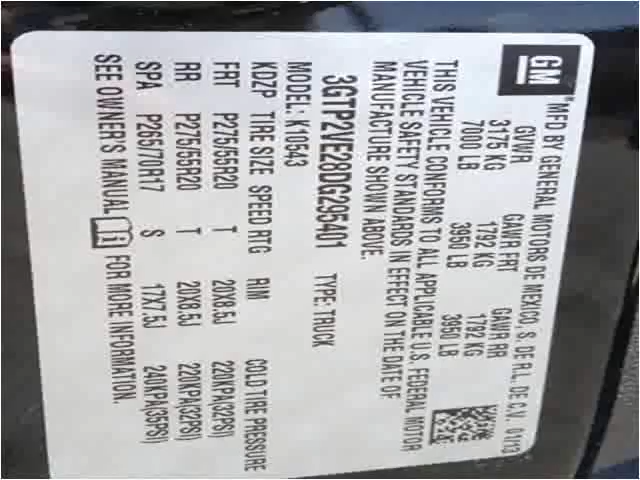 GM
MFD BY GENERAL MOTORS DE MEXICO, S. DE R.L. DE C.V. 01/13
GVWR GAWR FRT GAWR RR
3175 KG 1792 KG 1792 KG
7000 LB 3950 LB 3950 LB
THIS VEHICLE CONFORMS TO ALL APPLICABLE U.S. FEDERAL MOTOR
VEHICLE SAFETY STANDARDS IN EFFECT ON THE DATE OF
MANUFACTURE SHOWN ABOVE.
3GTP2VE28DG295401 TYPE: TRUCK
MODEL: K10543
KDZP TIRE SIZE SPEED RTG RIM COLD TIRE PRESSURE
FRT P275/55R20 T 20X8.5J 220KPA(32PSI)
RR P275/55R20 T 20X8.5J 220KPA(32PSI)
SPA P265/70R17 S 17X7.5J 240KPA(35PSI)
SEE OWNER'S MANUAL FOR MORE INFORMATION.